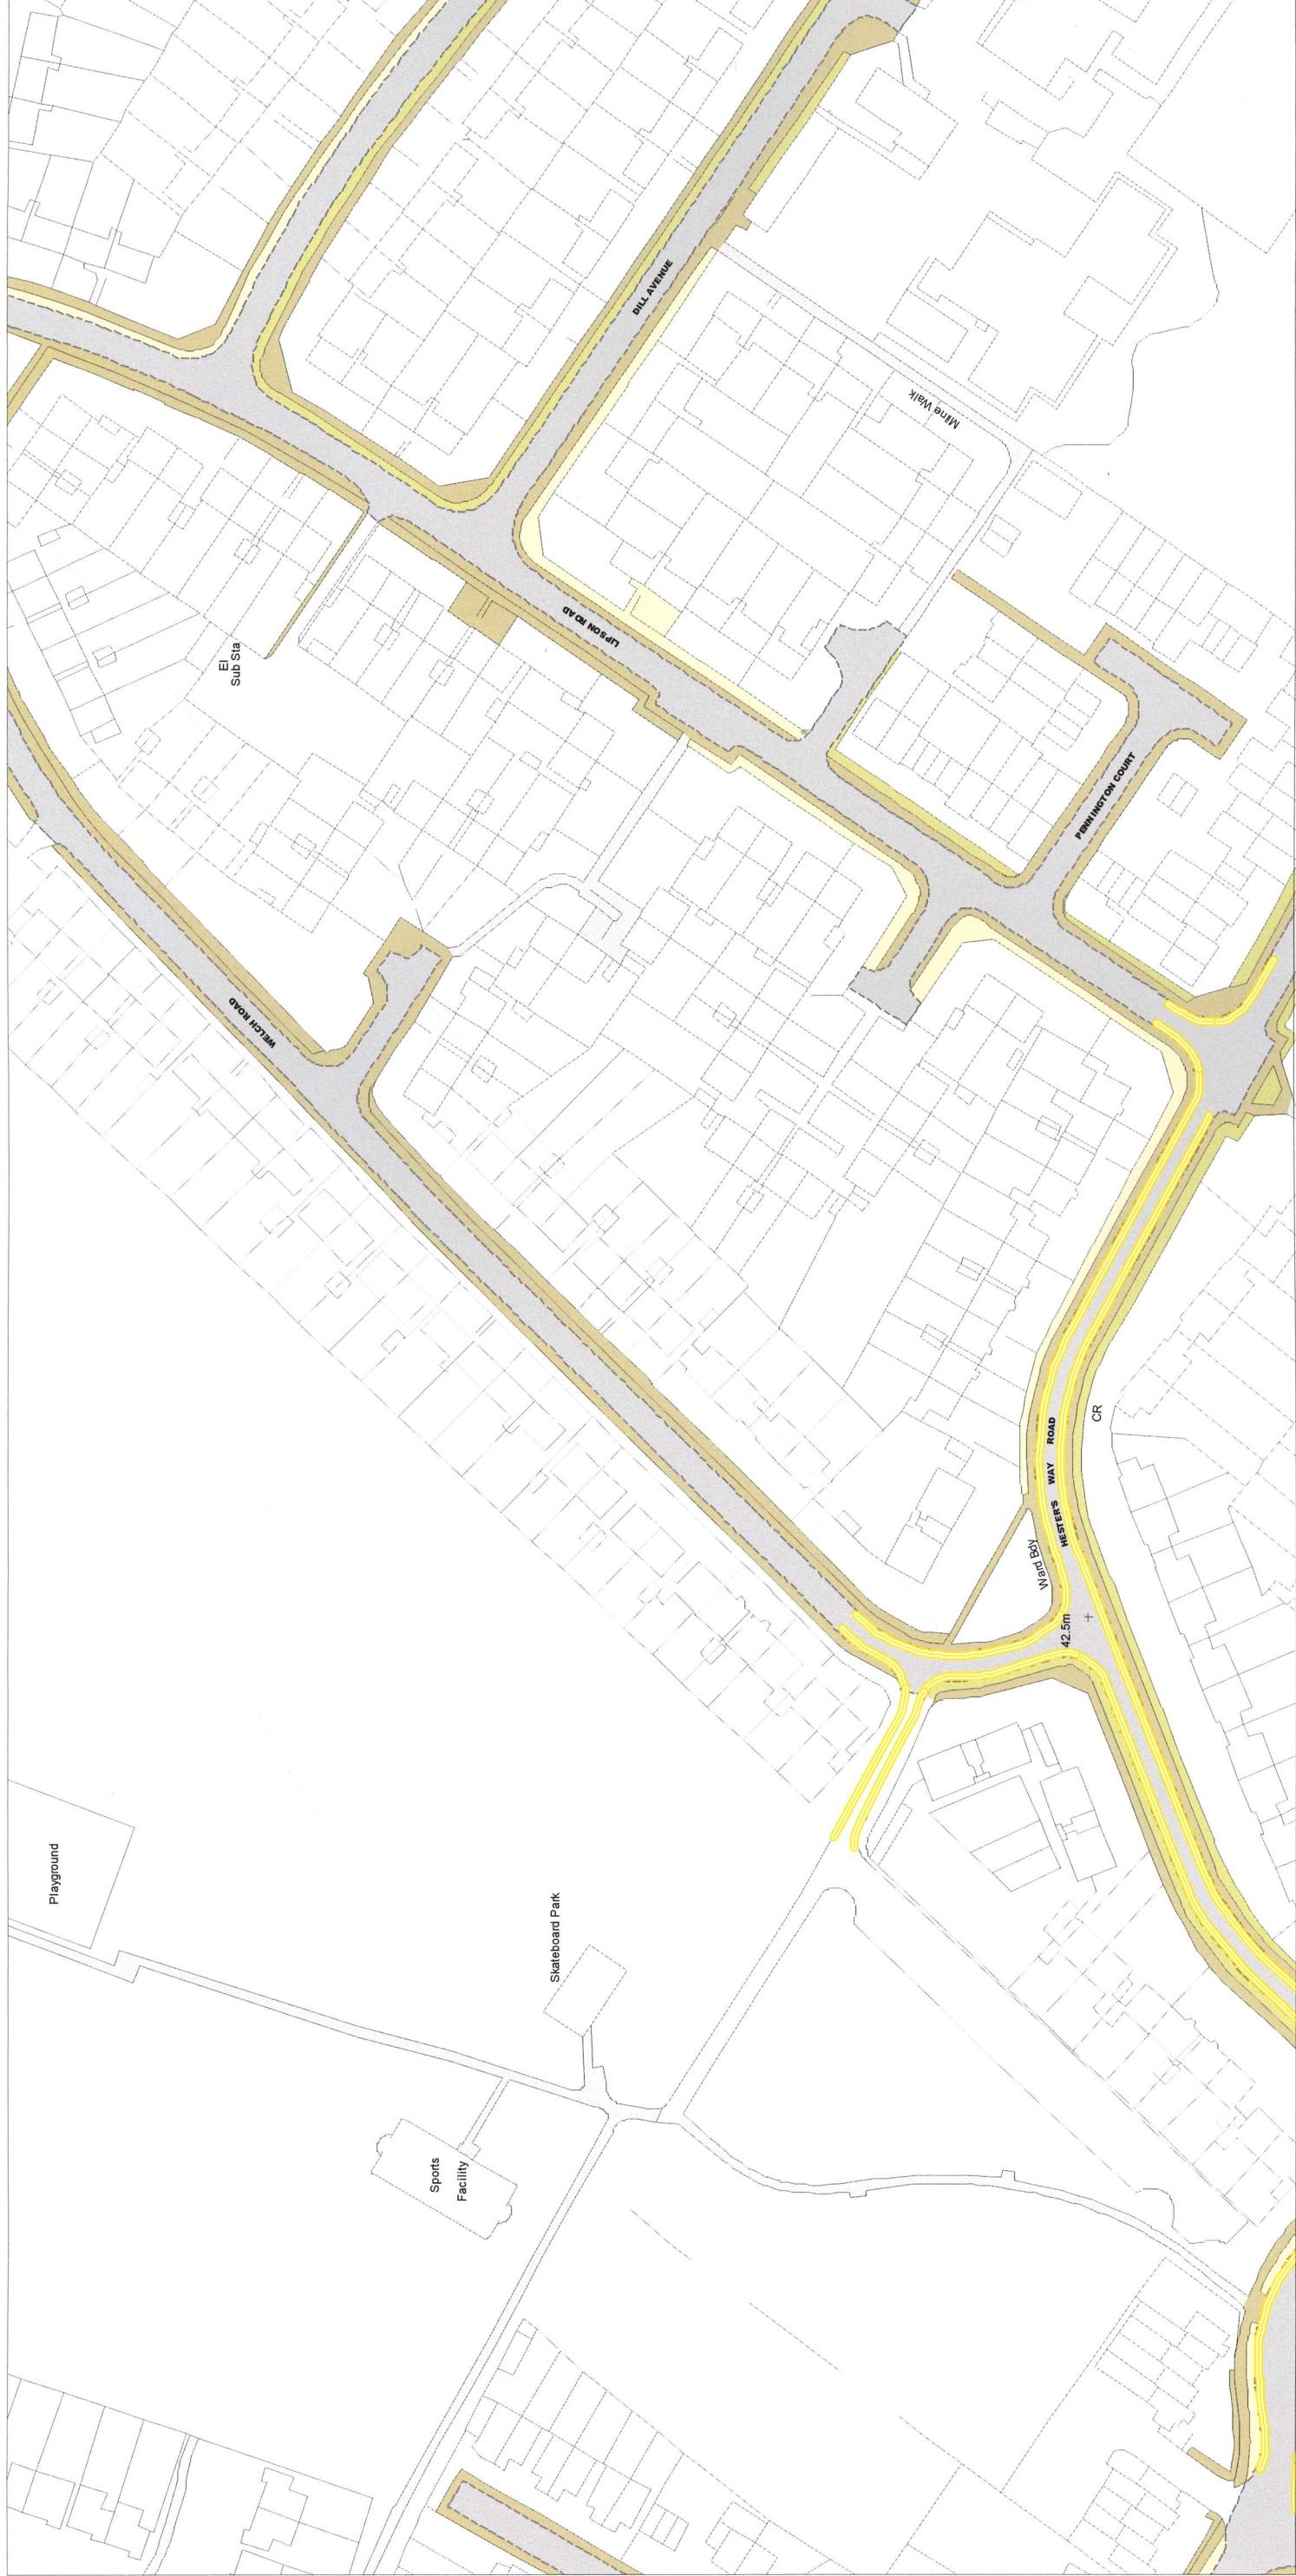 DILL AVENUE
Milne Walk
LIPSON ROAD
El
Sub Sta
PENNINGTON COURT
WELCH ROAD
HESTER'S WAY ROAD
CR
Ward Bdy
42.5m
Playground
Skateboard Park
Sports
Facility